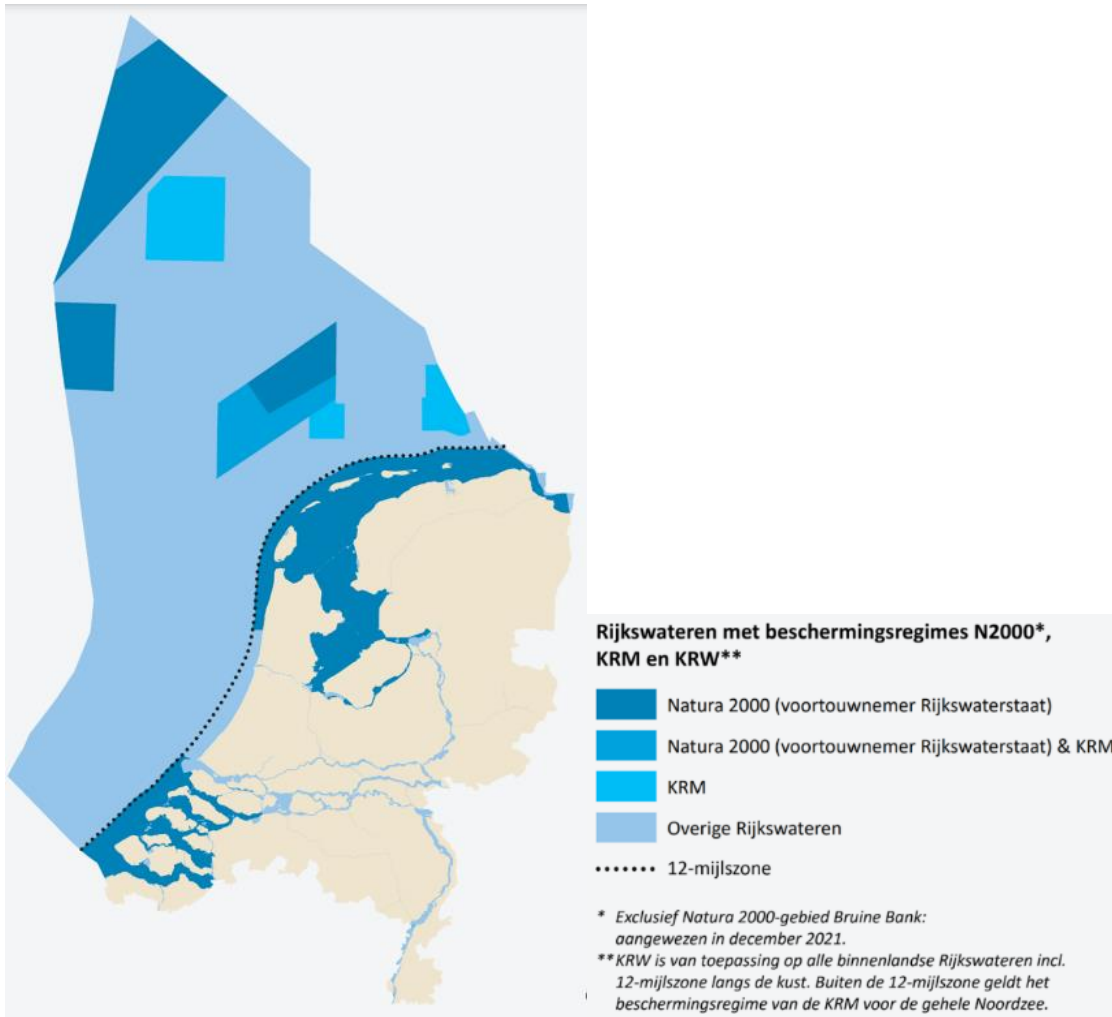 Rijkswateren met beschermingsregimes N2000*,
KRM en KRW**
Natura 2000 (voortouwnemer Rijkswaterstaat)
Natura 2000 (voortouwnemer Rijkswaterstaat) & KRM
KRM
Overige Rijkswateren
12-mijlszone
* Exclusief Natura 2000-gebied Bruine Bank:
aangewezen in december 2021.
**KRW is van toepassing op alle binnenlandse Rijkswateren incl.
12-mijlszone langs de kust. Buiten de 12-mijlszone geldt het
beschermingsregime van de KRM voor de gehele Noordzee.